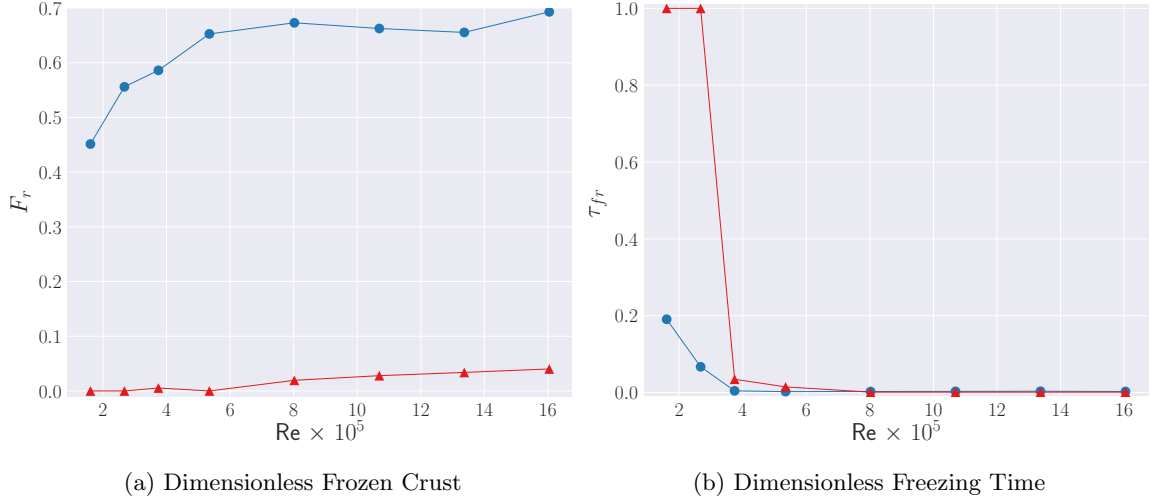 0.7
0.6
0.5
0.4
0.3
0.2
0.1
0.0
F_r
2 4 6 8 10 12 14 16
Re × 10^5
(a) Dimensionless Frozen Crust
1.0
0.8
0.6
0.4
0.2
0.0
τ_{fr}
2 4 6 8 10 12 14 16
Re × 10^5
(b) Dimensionless Freezing Time